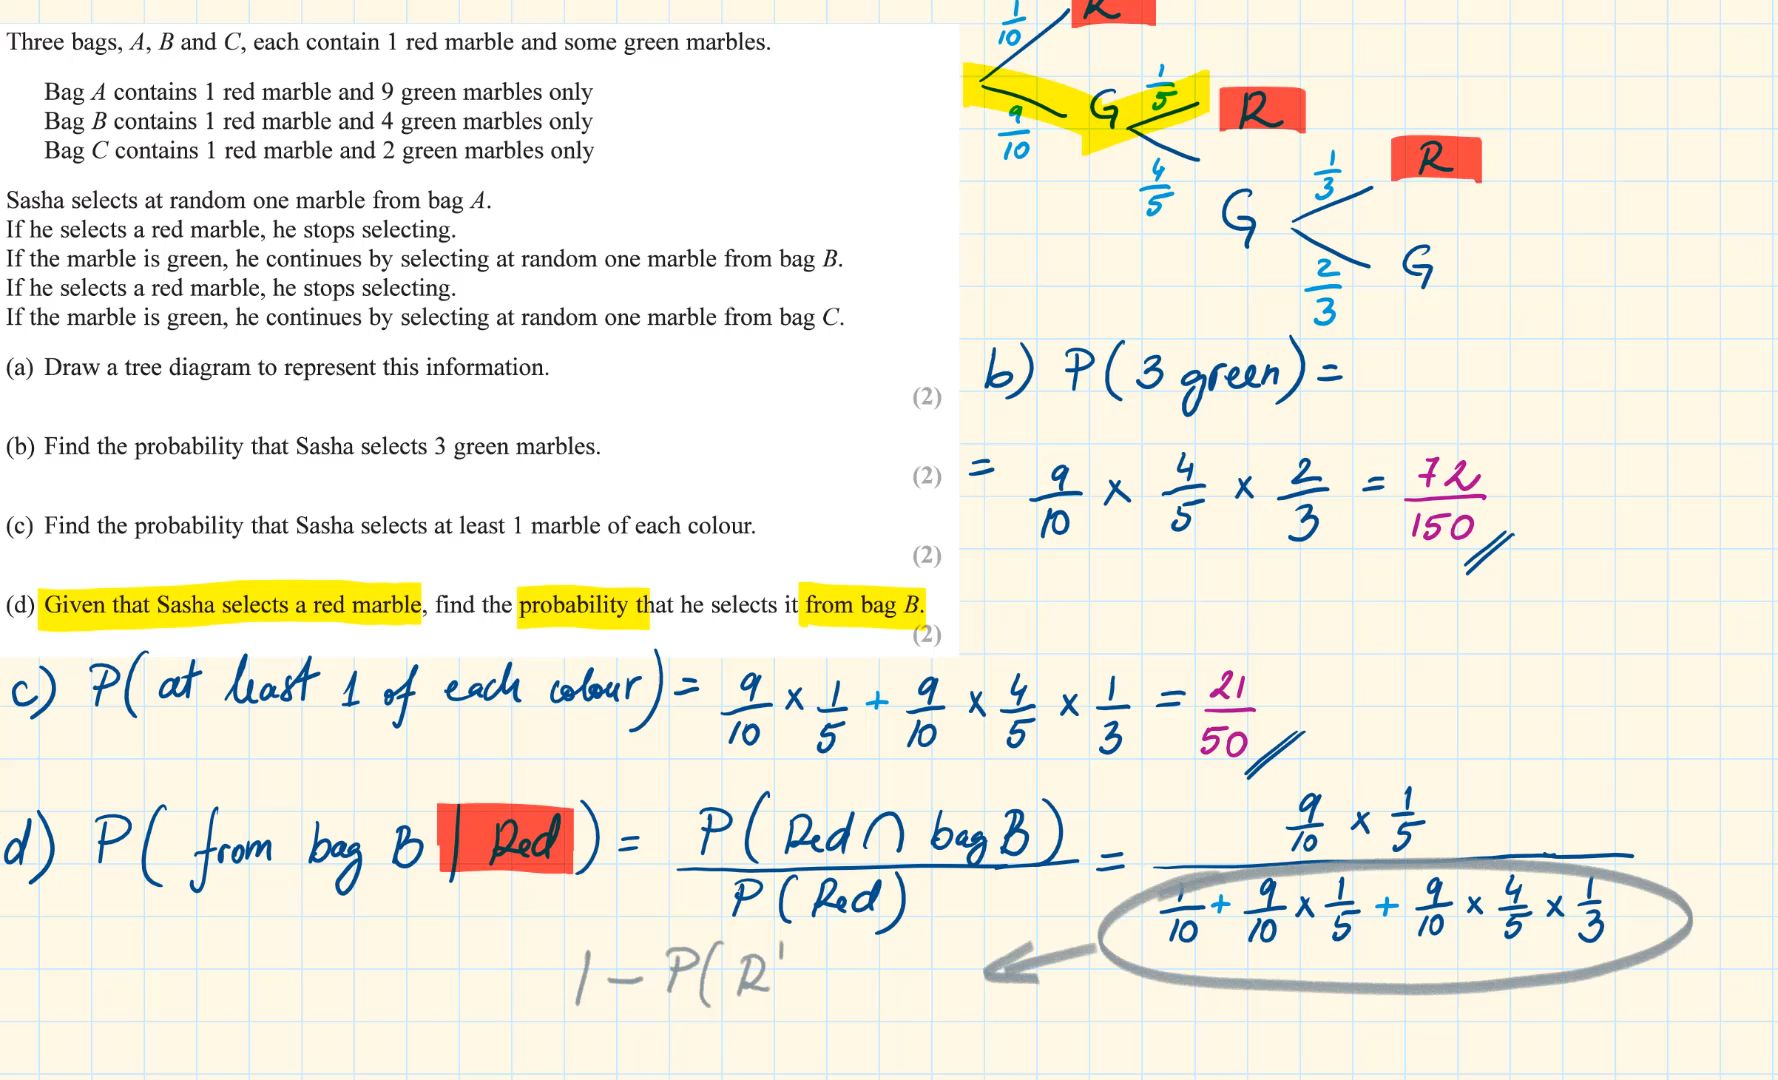 Three bags, A, B and C, each contain 1 red marble and some green marbles.
Bag A contains 1 red marble and 9 green marbles only
Bag B contains 1 red marble and 4 green marbles only
Bag C contains 1 red marble and 2 green marbles only
Sasha selects at random one marble from bag A.
If he selects a red marble, he stops selecting.
If the marble is green, he continues by selecting at random one marble from bag B.
If he selects a red marble, he stops selecting.
If the marble is green, he continues by selecting at random one marble from bag C.
(a) Draw a tree diagram to represent this information.
(2)
(b) Find the probability that Sasha selects 3 green marbles.
(2)
(c) Find the probability that Sasha selects at least 1 marble of each colour.
(2)
(d) Given that Sasha selects a red marble, find the probability that he selects it from bag B.
(2)
1/10 R
9/10 G 1/5 R
4/5 G 1/3 R
2/3 G
b) P(3 green) =
= 9/10 × 4/5 × 2/3 = 72/150
c) P(at least 1 of each colour) = 9/10 × 1/5 + 9/10 × 4/5 × 1/3 = 21/50
d) P(from bag B | Red) = P(Red ∩ bag B)/P(Red) = (9/10 × 1/5)/(1/10 + 9/10 × 1/5 + 9/10 × 4/5 × 1/3)
1 - P(R'